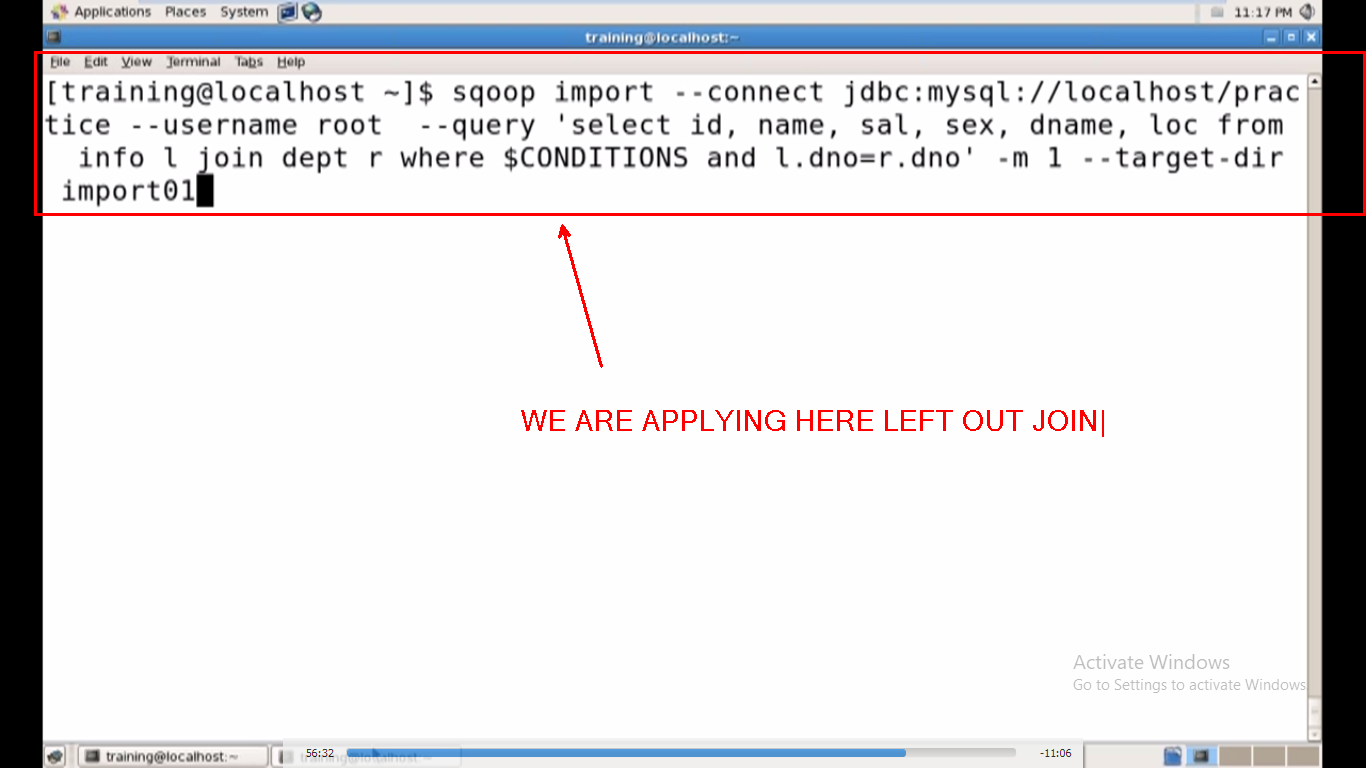 Applications Places System 11:17 PM
training@localhost:~
File Edit View Terminal Tabs Help
[training@localhost ~]$ sqoop import --connect jdbc:mysql://localhost/prac
tice --username root  --query 'select id, name, sal, sex, dname, loc from
info l join dept r where $CONDITIONS and l.dno=r.dno' -m 1 --target-dir
import01
WE ARE APPLYING HERE LEFT OUT JOIN
Activate Windows
Go to Settings to activate Windows
training@localhost:~ training@localhost:~ 56:32 -11:06